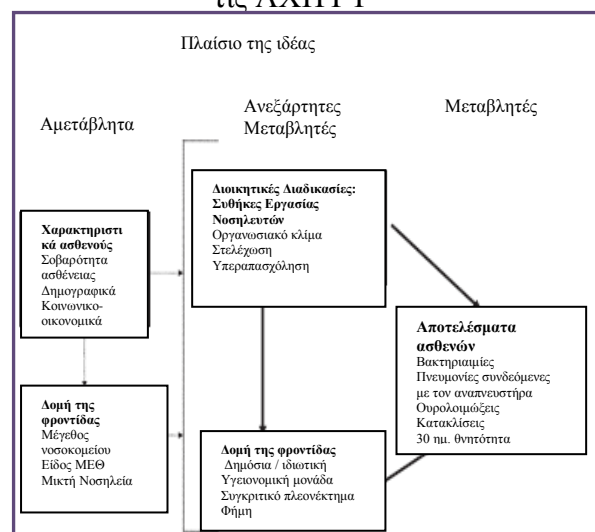 τις
Πλαίσιο της ιδέας
Αμετάβλητα
Ανεξάρτητες
Μεταβλητές
Μεταβλητές
Χαρακτηριστι
κά ασθενούς
Σοβαρότητα
ασθένειας
Δημογραφικά
Κοινωνικο-
οικονομικά
Δομή της
φροντίδας
Μέγεθος
νοσοκομείου
Είδος ΜΕΘ
Μικτή Νοσηλεία
Διοικητικές Διαδικασίες:
Συθήκες Εργασίας
Νοσηλευτών
Οργανωσιακό κλίμα
Στελέχωση
Υπεραπασχόληση
Δομή της φροντίδας
Δημόσια / ιδιωτική
Υγειονομική μονάδα
Συγκριτικό πλεονέκτημα
Φήμη
Αποτελέσματα
ασθενών
Βακτηριαιμίες
Πνευμονίες συνδεόμενες
με τον αναπνευστήρα
Ουρολοιμώξεις
Κατακλίσεις
30 ημ. θνητότητα